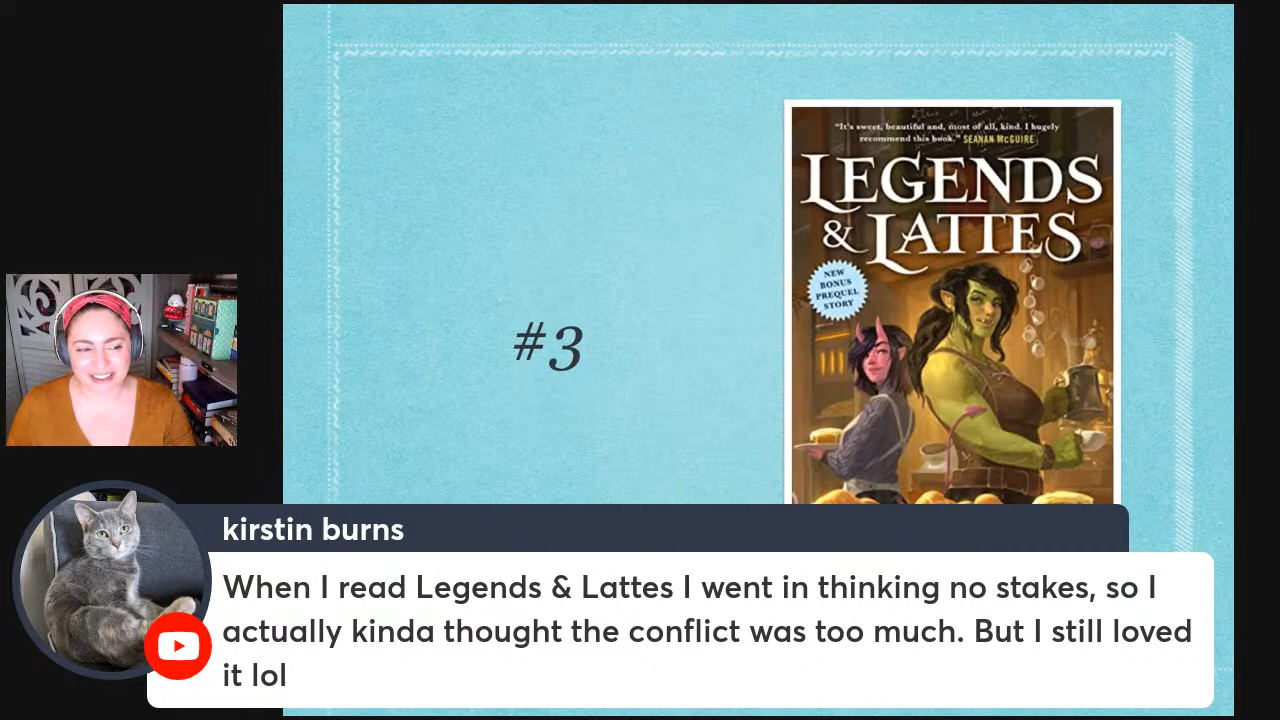 "It's sweet, beautiful and, most of all, kind. I hugely
recommend this book." SEANAN McGUIRE
LEGENDS
& LATTES
NEW
BONUS
PREQUEL
STORY
#3
kirstin burns
When I read Legends & Lattes I went in thinking no stakes, so I
actually kinda thought the conflict was too much. But I still loved
it lol